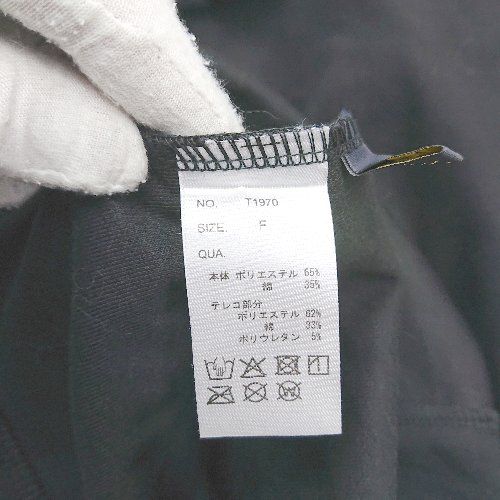 NO. T1970
SIZE. F
QUA.
本体 ポリエステル 65%
綿 35%
テレコ部分
ポリエステル 62%
綿 33%
ポリウレタン 5%